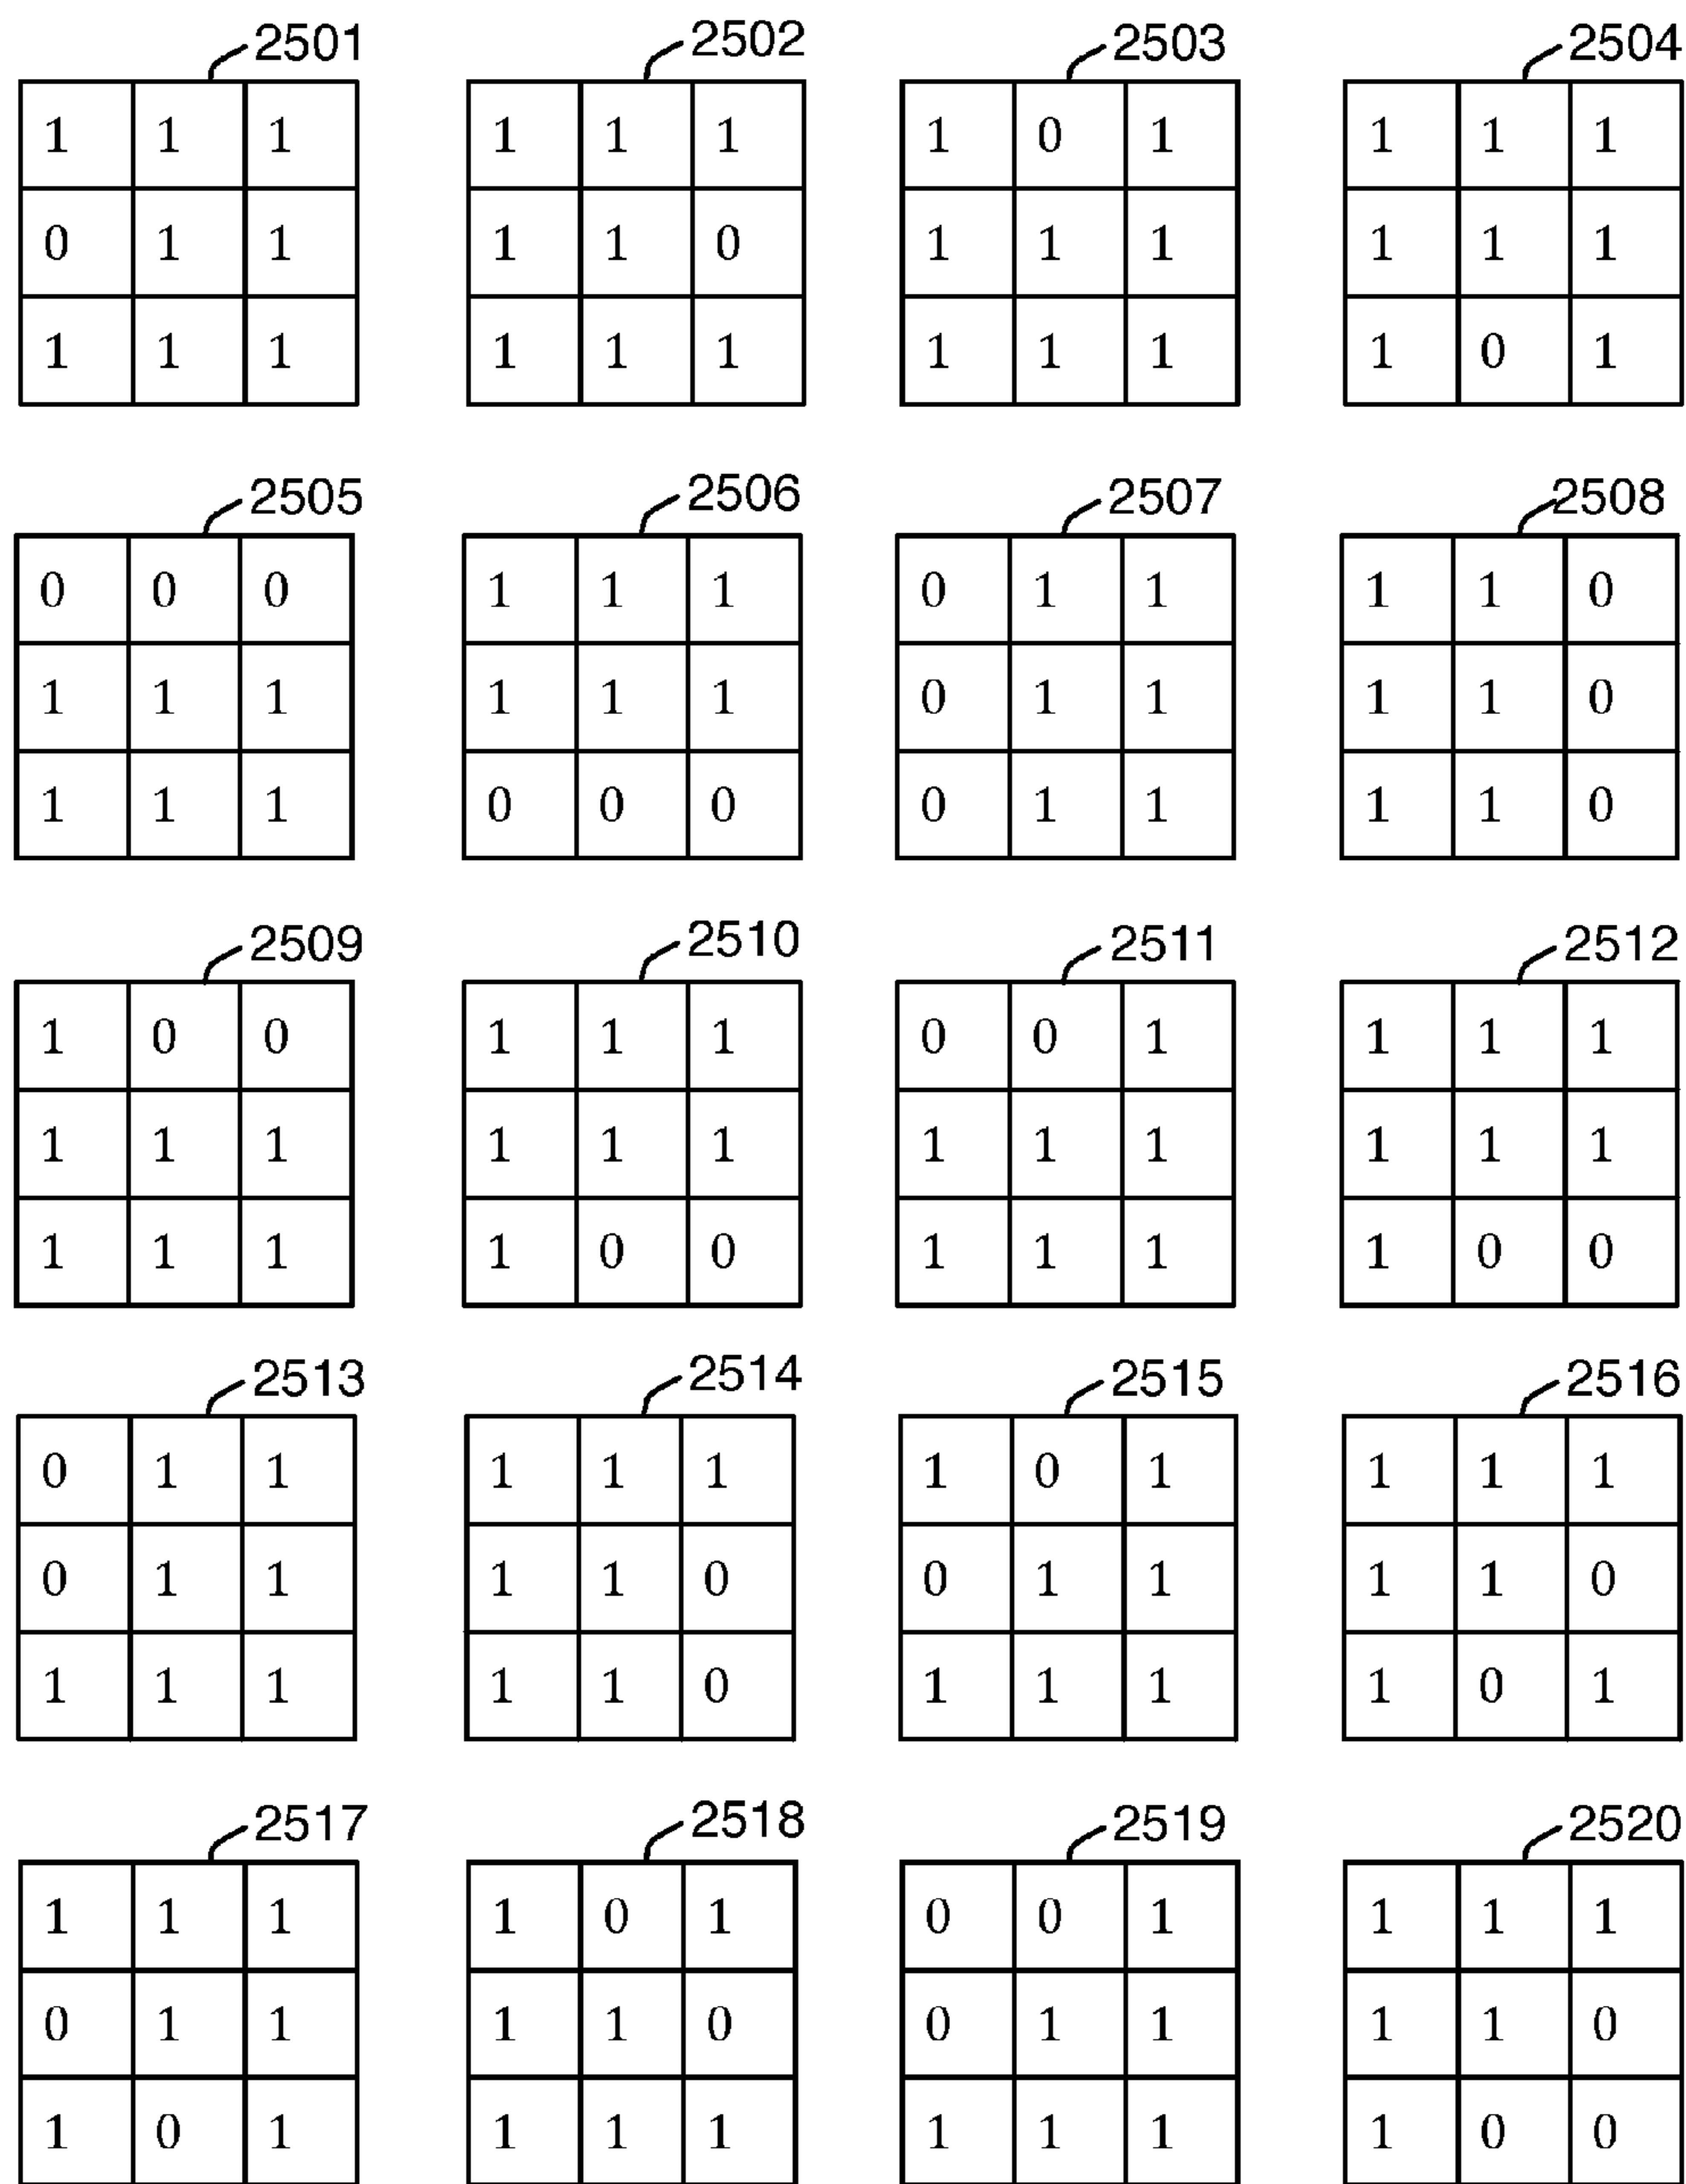 2501 2502 2503 2504
1 1 1 1 1 1 1 0 1 1 1 1
0 1 1 1 1 0 1 1 1 1 1 1
1 1 1 1 1 1 1 1 1 1 0 1
2505 2506 2507 2508
0 0 0 1 1 1 0 1 1 1 1 0
1 1 1 1 1 1 0 1 1 1 1 0
1 1 1 0 0 0 0 1 1 1 1 0
2509 2510 2511 2512
1 0 0 1 1 1 0 0 1 1 1 1
1 1 1 1 1 1 1 1 1 1 1 1
1 1 1 1 0 0 1 1 1 1 0 0
2513 2514 2515 2516
0 1 1 1 1 1 1 0 1 1 1 1
0 1 1 1 1 0 0 1 1 1 1 0
1 1 1 1 1 0 1 1 1 1 0 1
2517 2518 2519 2520
1 1 1 1 0 1 0 0 1 1 1 1
0 1 1 1 1 0 0 1 1 1 1 0
1 0 1 1 1 1 1 1 1 1 0 0